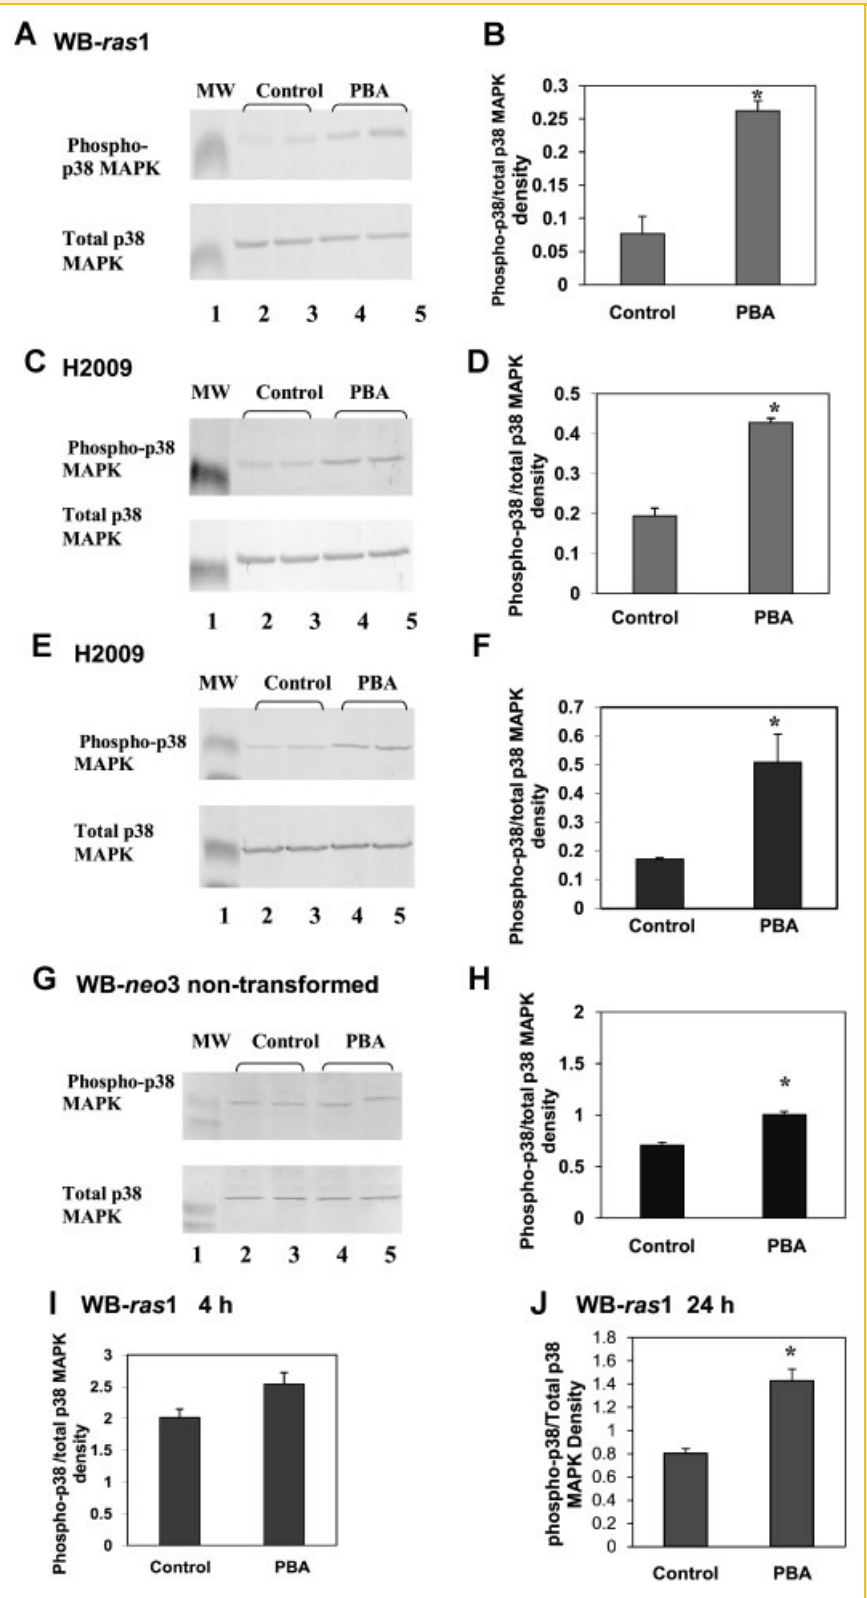 A WB-ras1
MW Control PBA
Phospho-
p38 MAPK
Total p38
MAPK
1 2 3 4 5
B
Phospho-p38/total p38 MAPK
density
0.3
0.25
0.2
0.15
0.1
0.05
0
*
Control PBA
C H2009
MW Control PBA
Phospho-p38
MAPK
Total p38
MAPK
1 2 3 4 5
D
Phospho-p38 /total p38 MAPK
density
0.5
0.4
0.3
0.2
0.1
0
*
Control PBA
E H2009
MW Control PBA
Phospho-p38
MAPK
Total p38
MAPK
1 2 3 4 5
F
Phospho-p38/total p38 MAPK
density
0.7
0.6
0.5
0.4
0.3
0.2
0.1
0
*
Control PBA
G WB-neo3 non-transformed
MW Control PBA
Phospho-p38
MAPK
Total p38
MAPK
1 2 3 4 5
H
Phospho-p38/total p38 MAPK
density
2
1.5
1
0.5
0
*
Control PBA
I WB-ras1 4 h
Phospho-p38 /total p38 MAPK
density
3
2.5
2
1.5
1
0.5
0
Control PBA
J WB-ras1 24 h
phospho-p38/Total p38
MAPK Density
1.8
1.6
1.4
1.2
1
0.8
0.6
0.4
0.2
0
*
Control PBA